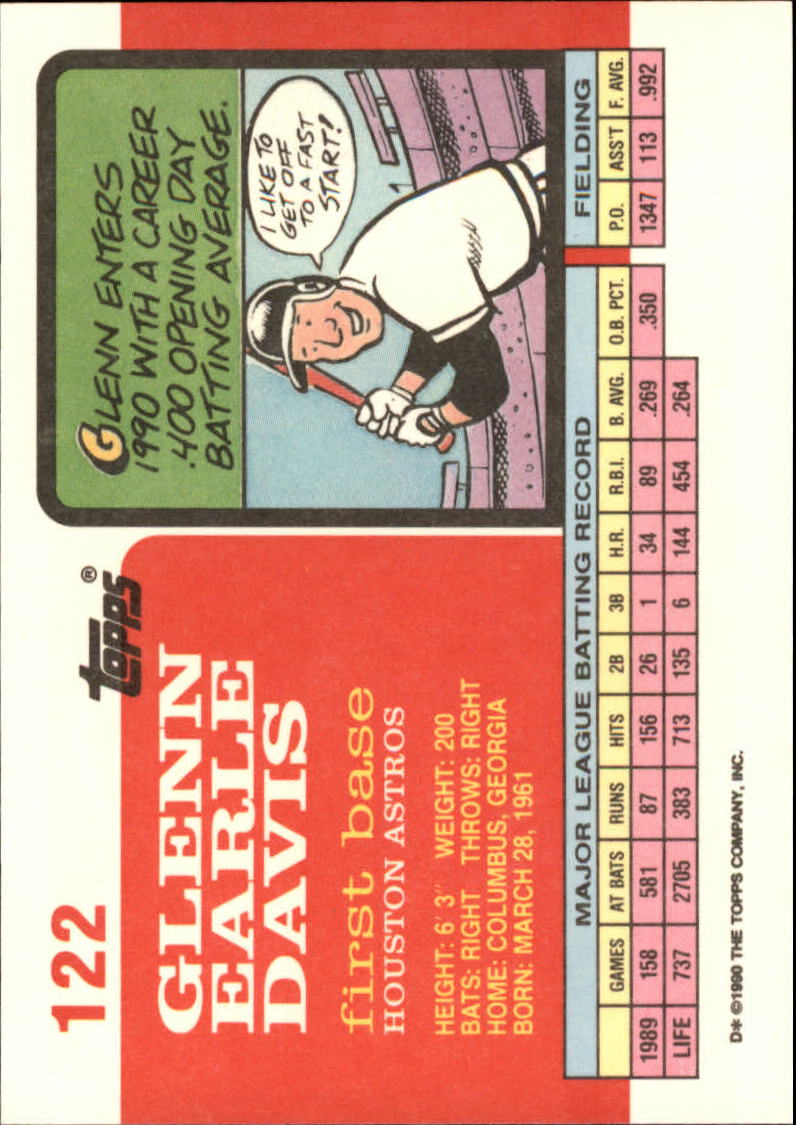 122
Topps®
GLENN
EARLE
DAVIS
first base
HOUSTON ASTROS
HEIGHT: 6' 3" WEIGHT: 200
BATS: RIGHT THROWS: RIGHT
HOME: COLUMBUS, GEORGIA
BORN: MARCH 28, 1961
GLENN ENTERS
1990 WITH A CAREER
.400 OPENING DAY
BATTING AVERAGE.
I LIKE TO
GET OFF
TO A FAST
START!
MAJOR LEAGUE BATTING RECORD FIELDING
GAMES AT BATS RUNS HITS 2B 3B H.R. R.B.I. B. AVG. O.B. PCT. P.O. ASS'T F. AVG.
1989 158 581 87 156 26 1 34 89 .269 .350 1347 113 .992
LIFE 737 2705 383 713 135 6 144 454 .264
D* ©1990 THE TOPPS COMPANY, INC.